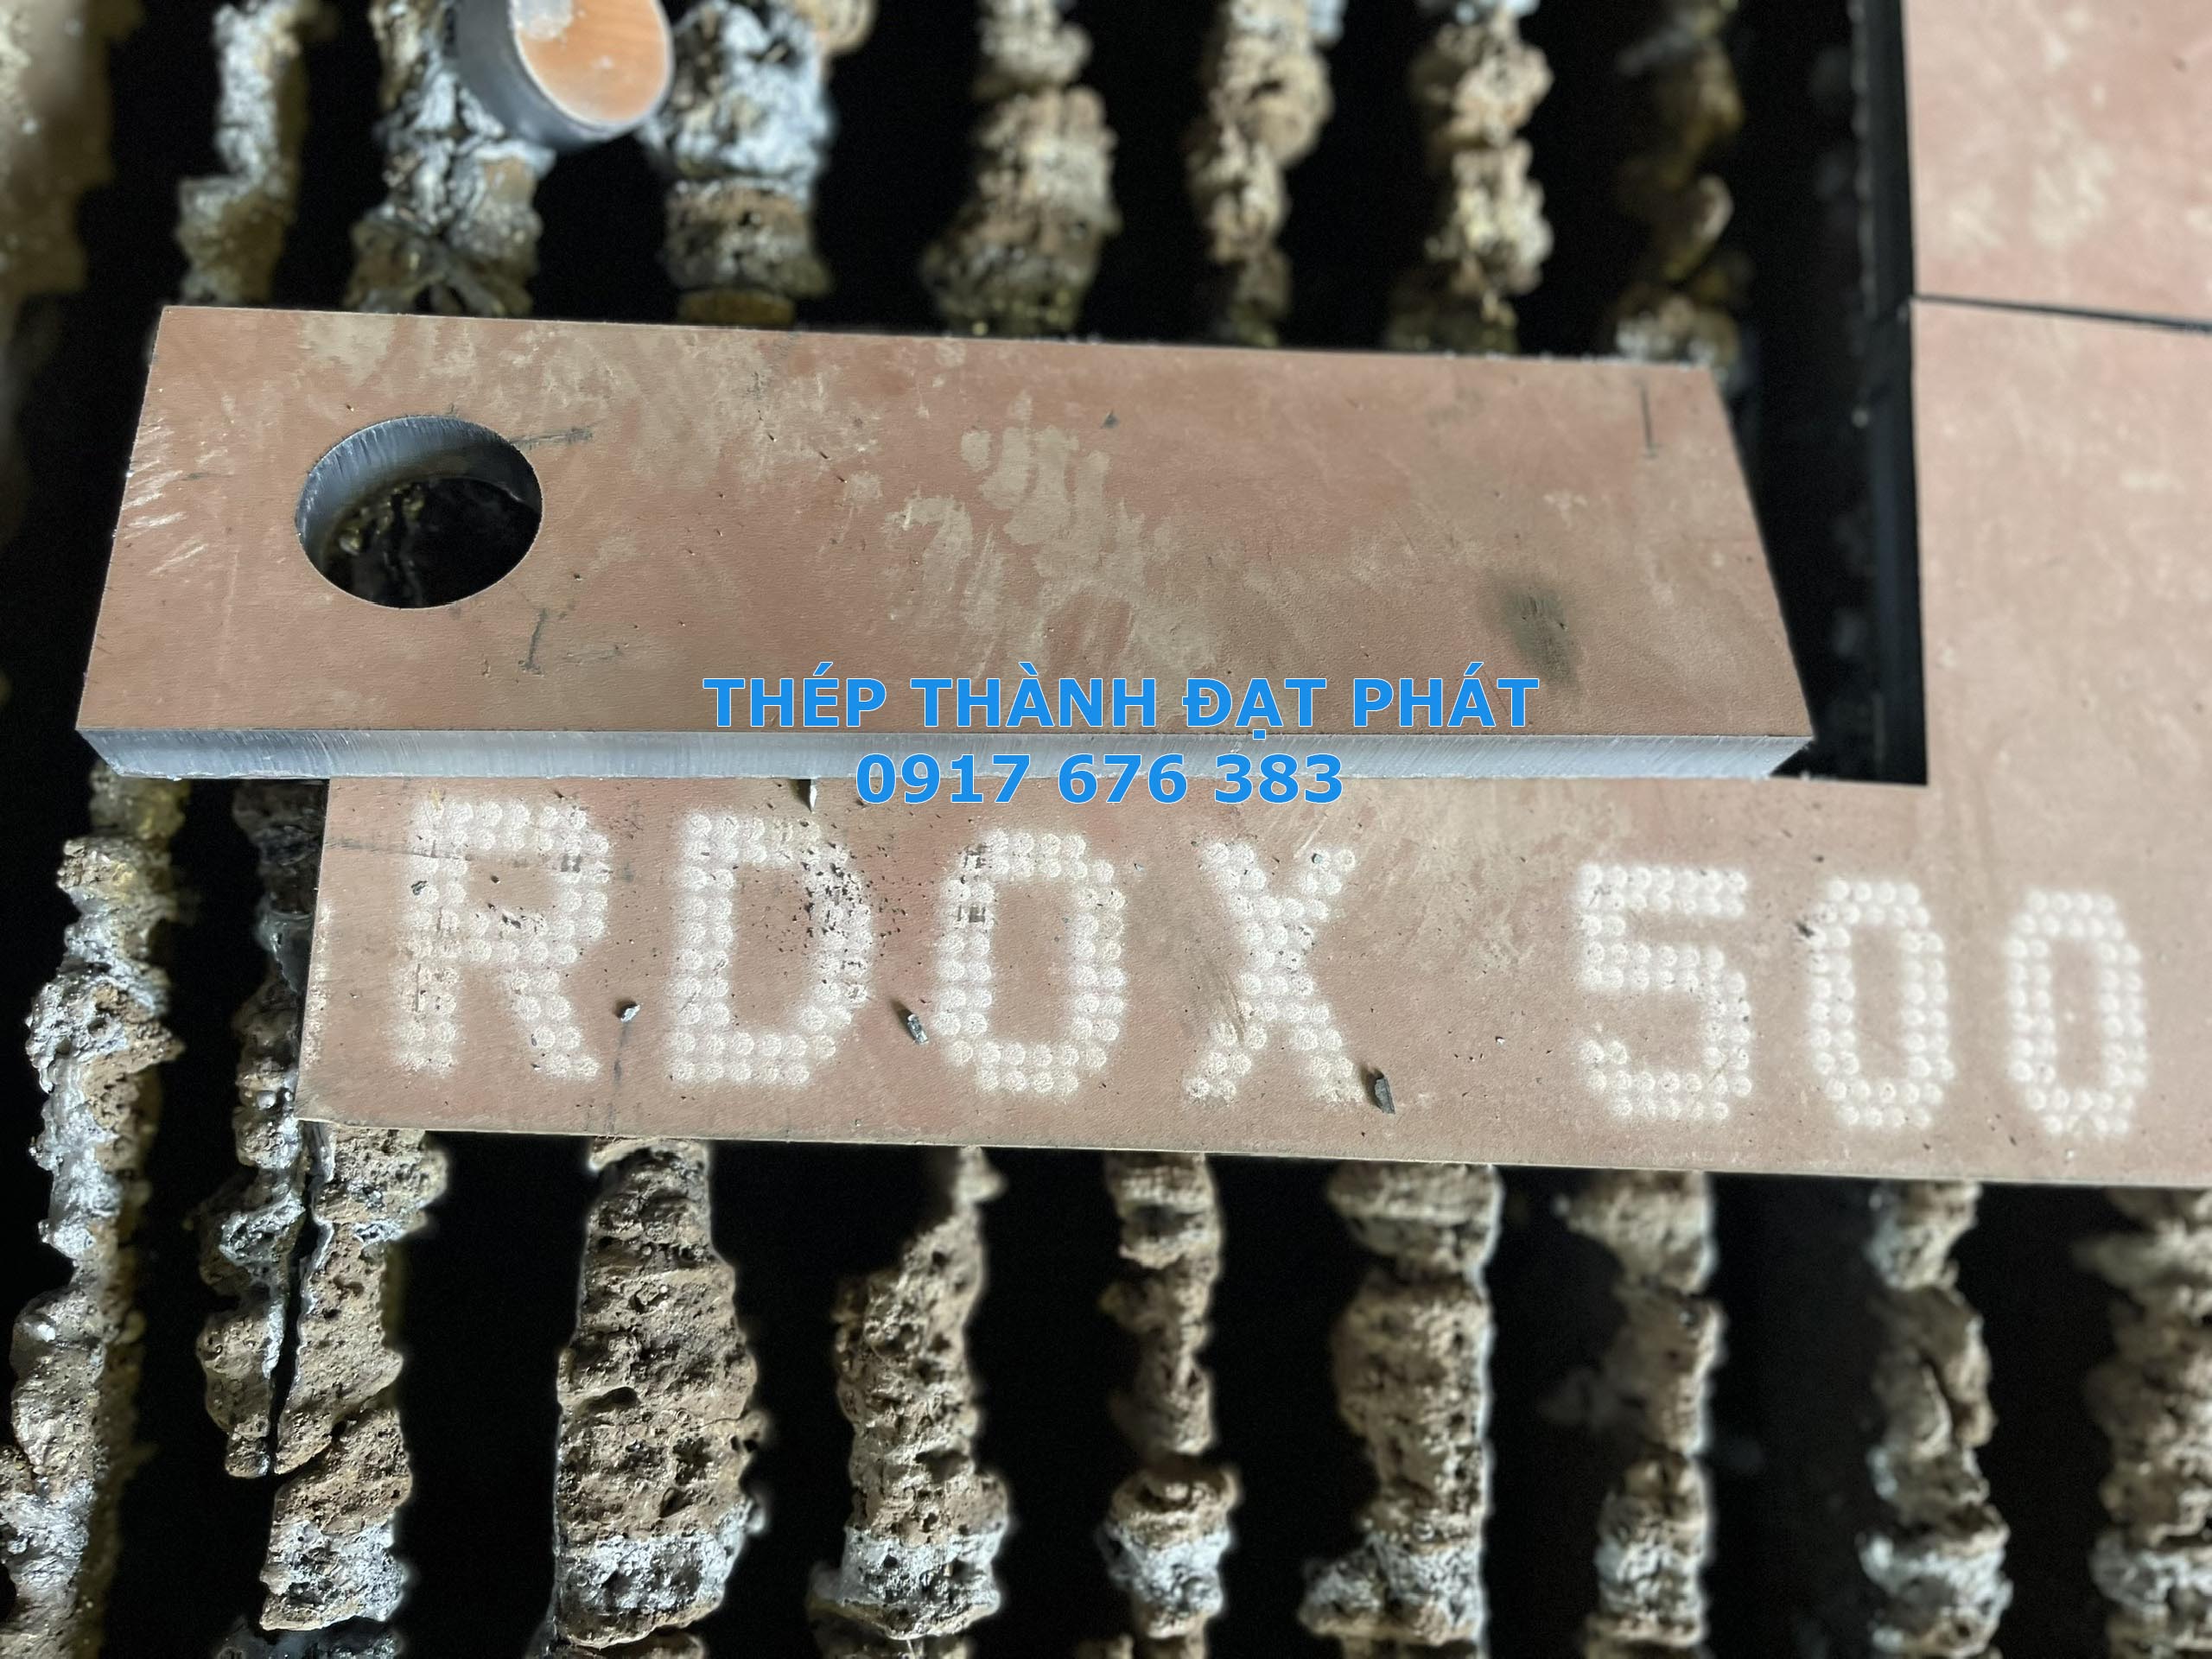 THÉP THÀNH ĐẠT PHÁT
0917 676 383
RDOX 500